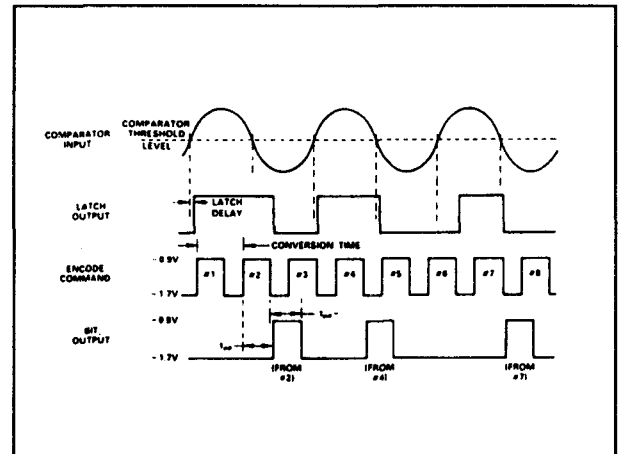 COMPARATOR
INPUT
COMPARATOR
THRESHOLD
LEVEL
LATCH
OUTPUT
LATCH
DELAY
CONVERSION TIME
ENCODE
COMMAND
-0.9V
-1.7V
#1
#2
#3
#4
#5
#6
#7
#8
BIT
OUTPUT
-0.9V
-1.7V
(FROM
#2)
(FROM
#4)
(FROM
#7)